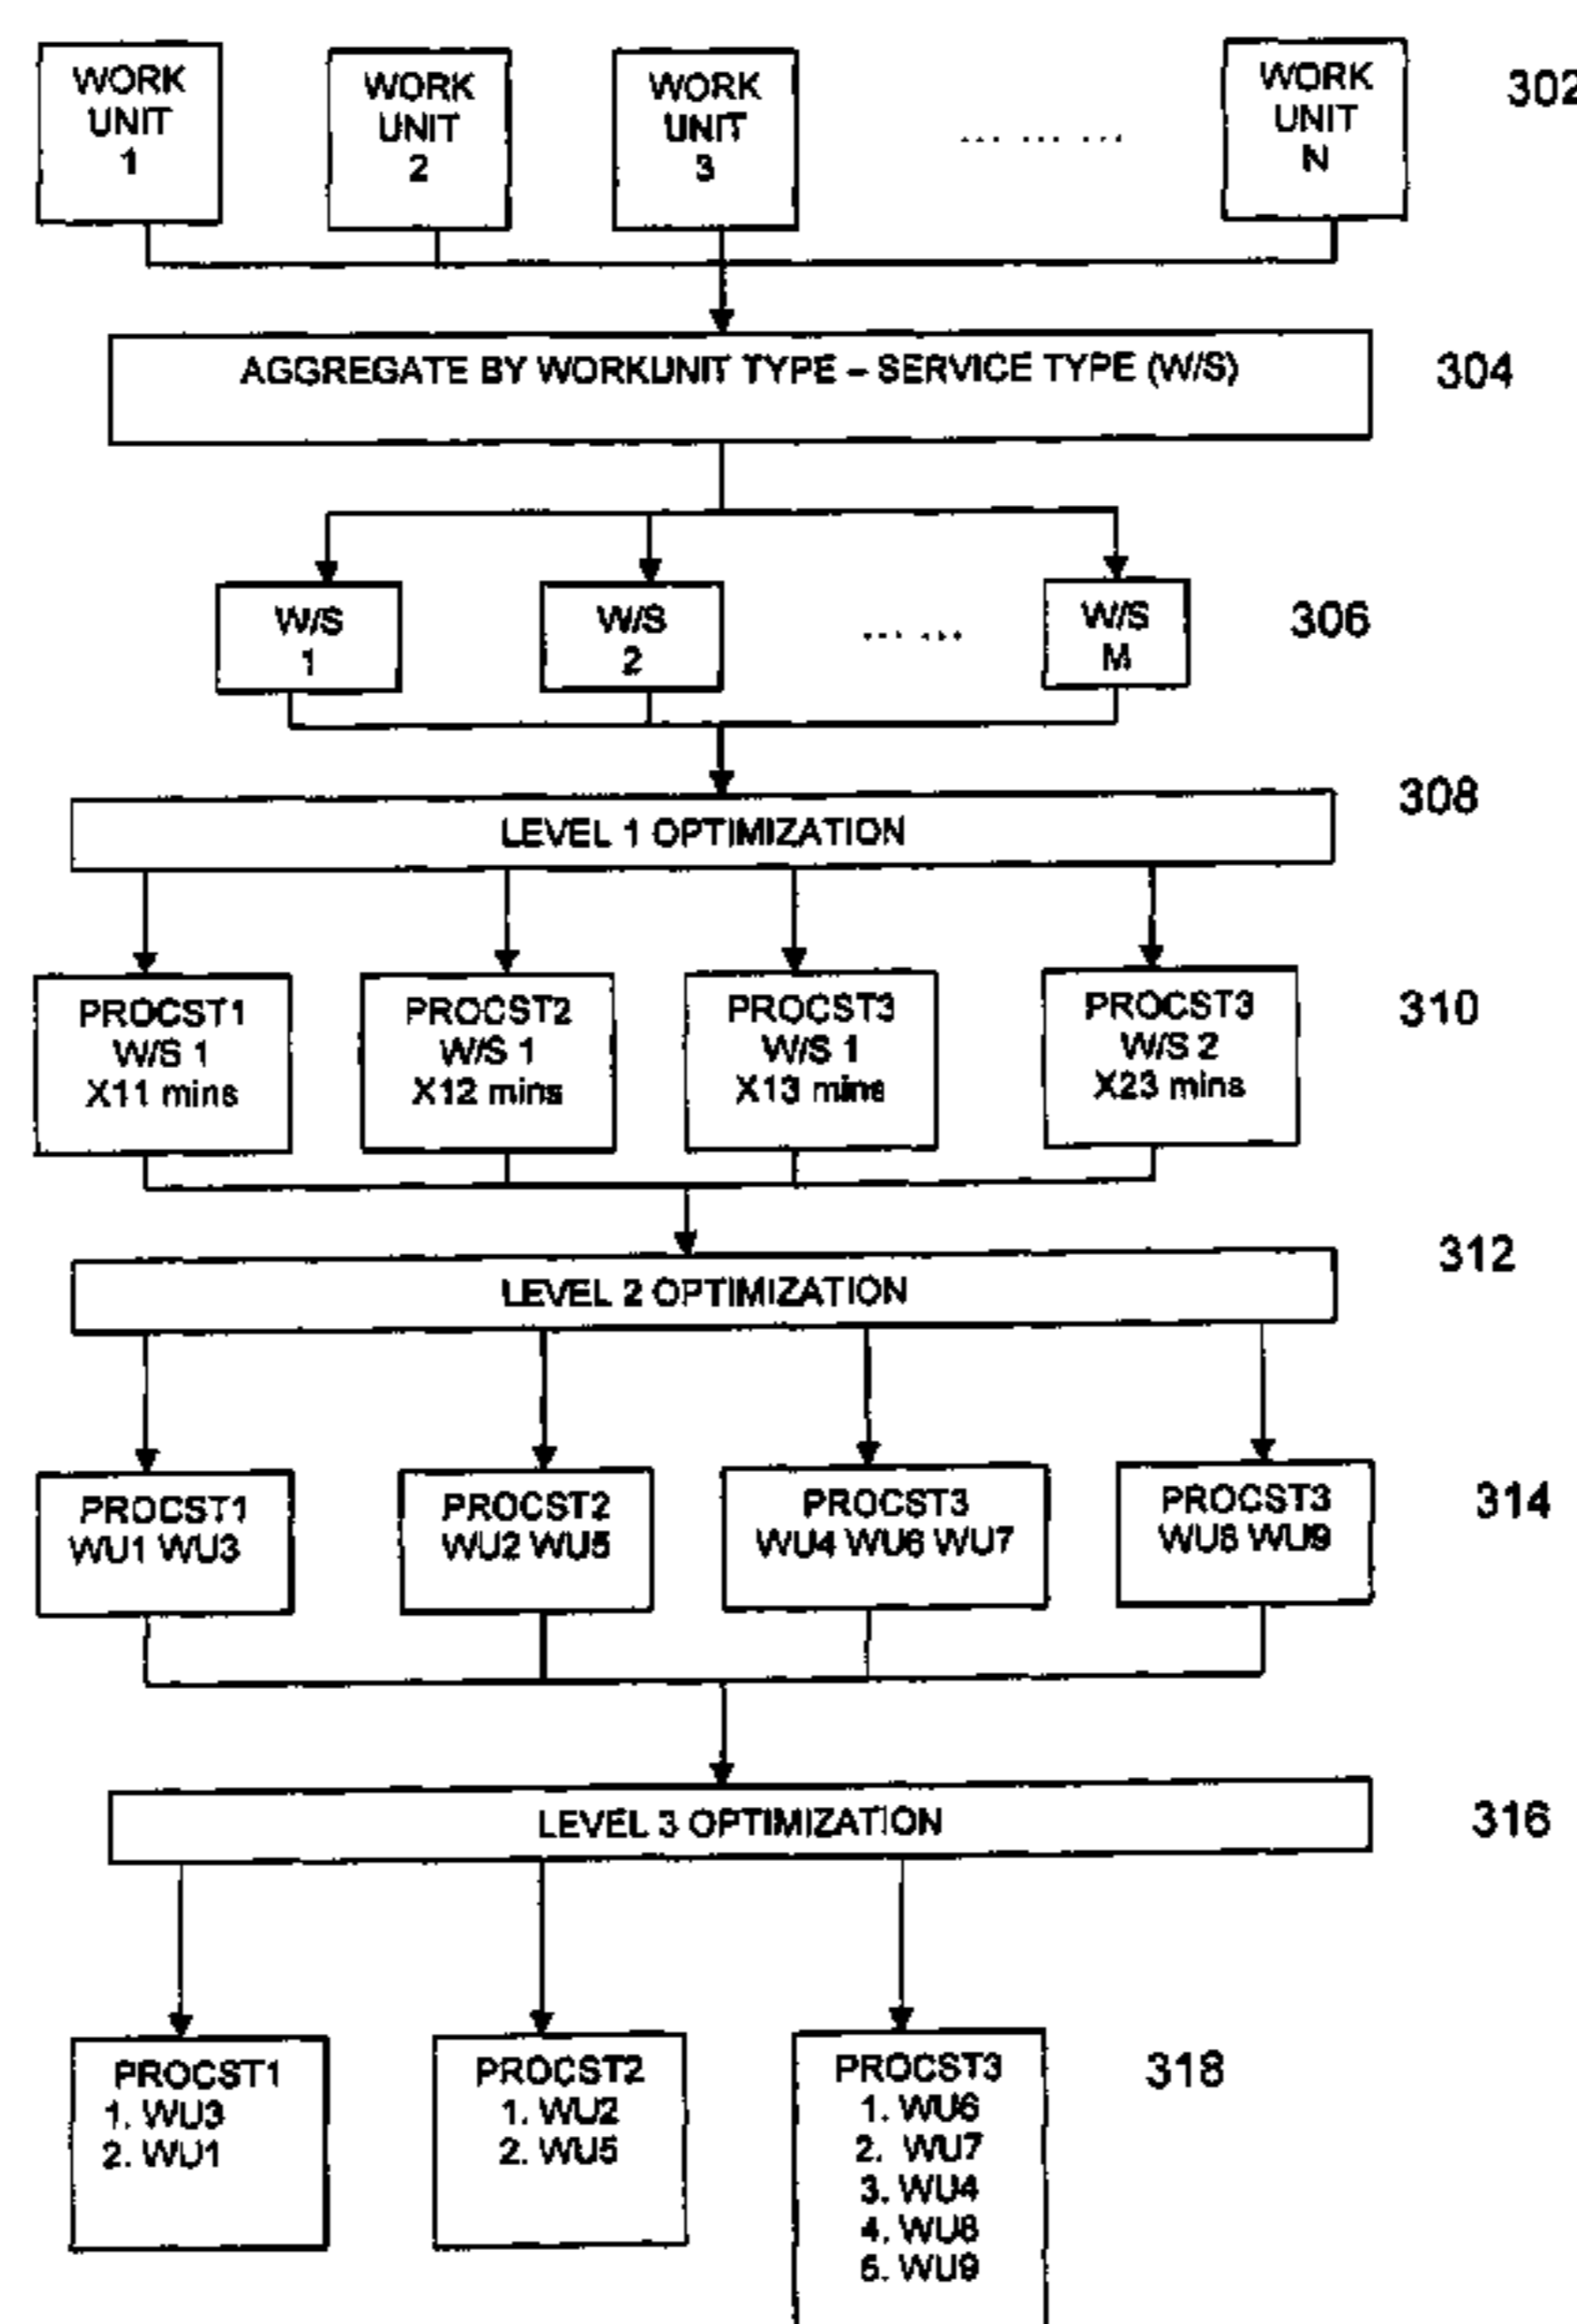 WORK
UNIT
1
WORK
UNIT
2
WORK
UNIT
3
... ... ...
WORK
UNIT
N
302
AGGREGATE BY WORKUNIT TYPE – SERVICE TYPE (W/S)
304
W/S
1
W/S
2
... ...
W/S
M
306
LEVEL 1 OPTIMIZATION
308
PROCST1
W/S 1
X11 mins
PROCST2
W/S 1
X12 mins
PROCST3
W/S 1
X13 mins
PROCST3
W/S 2
X23 mins
310
LEVEL 2 OPTIMIZATION
312
PROCST1
WU1 WU3
PROCST2
WU2 WU5
PROCST3
WU4 WU6 WU7
PROCST3
WU8 WU9
314
LEVEL 3 OPTIMIZATION
316
PROCST1
1. WU3
2. WU1
PROCST2
1. WU2
2. WU5
PROCST3
1. WU6
2. WU7
3. WU4
4. WU8
5. WU9
318